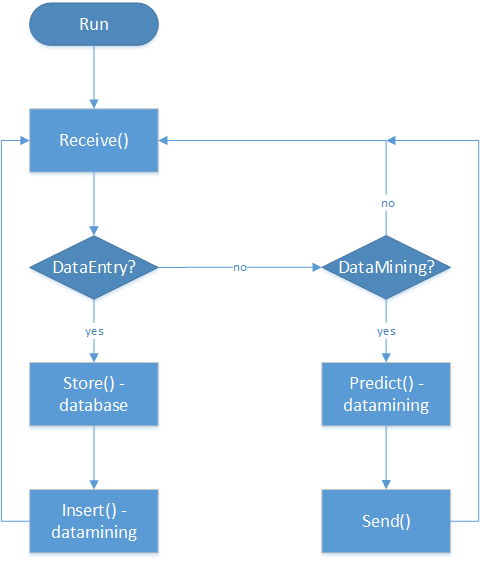 Run
Receive()
no
DataEntry?
no
DataMining?
yes
yes
Store() -
database
Predict() -
datamining
Insert() -
datamining
Send()